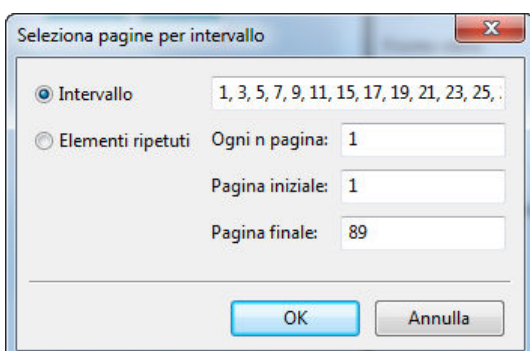 Seleziona pagine per intervallo
Intervallo 1, 3, 5, 7, 9, 11, 15, 17, 19, 21, 23, 25,
Elementi ripetuti Ogni n pagina: 1
Pagina iniziale: 1
Pagina finale: 89
OK Annulla